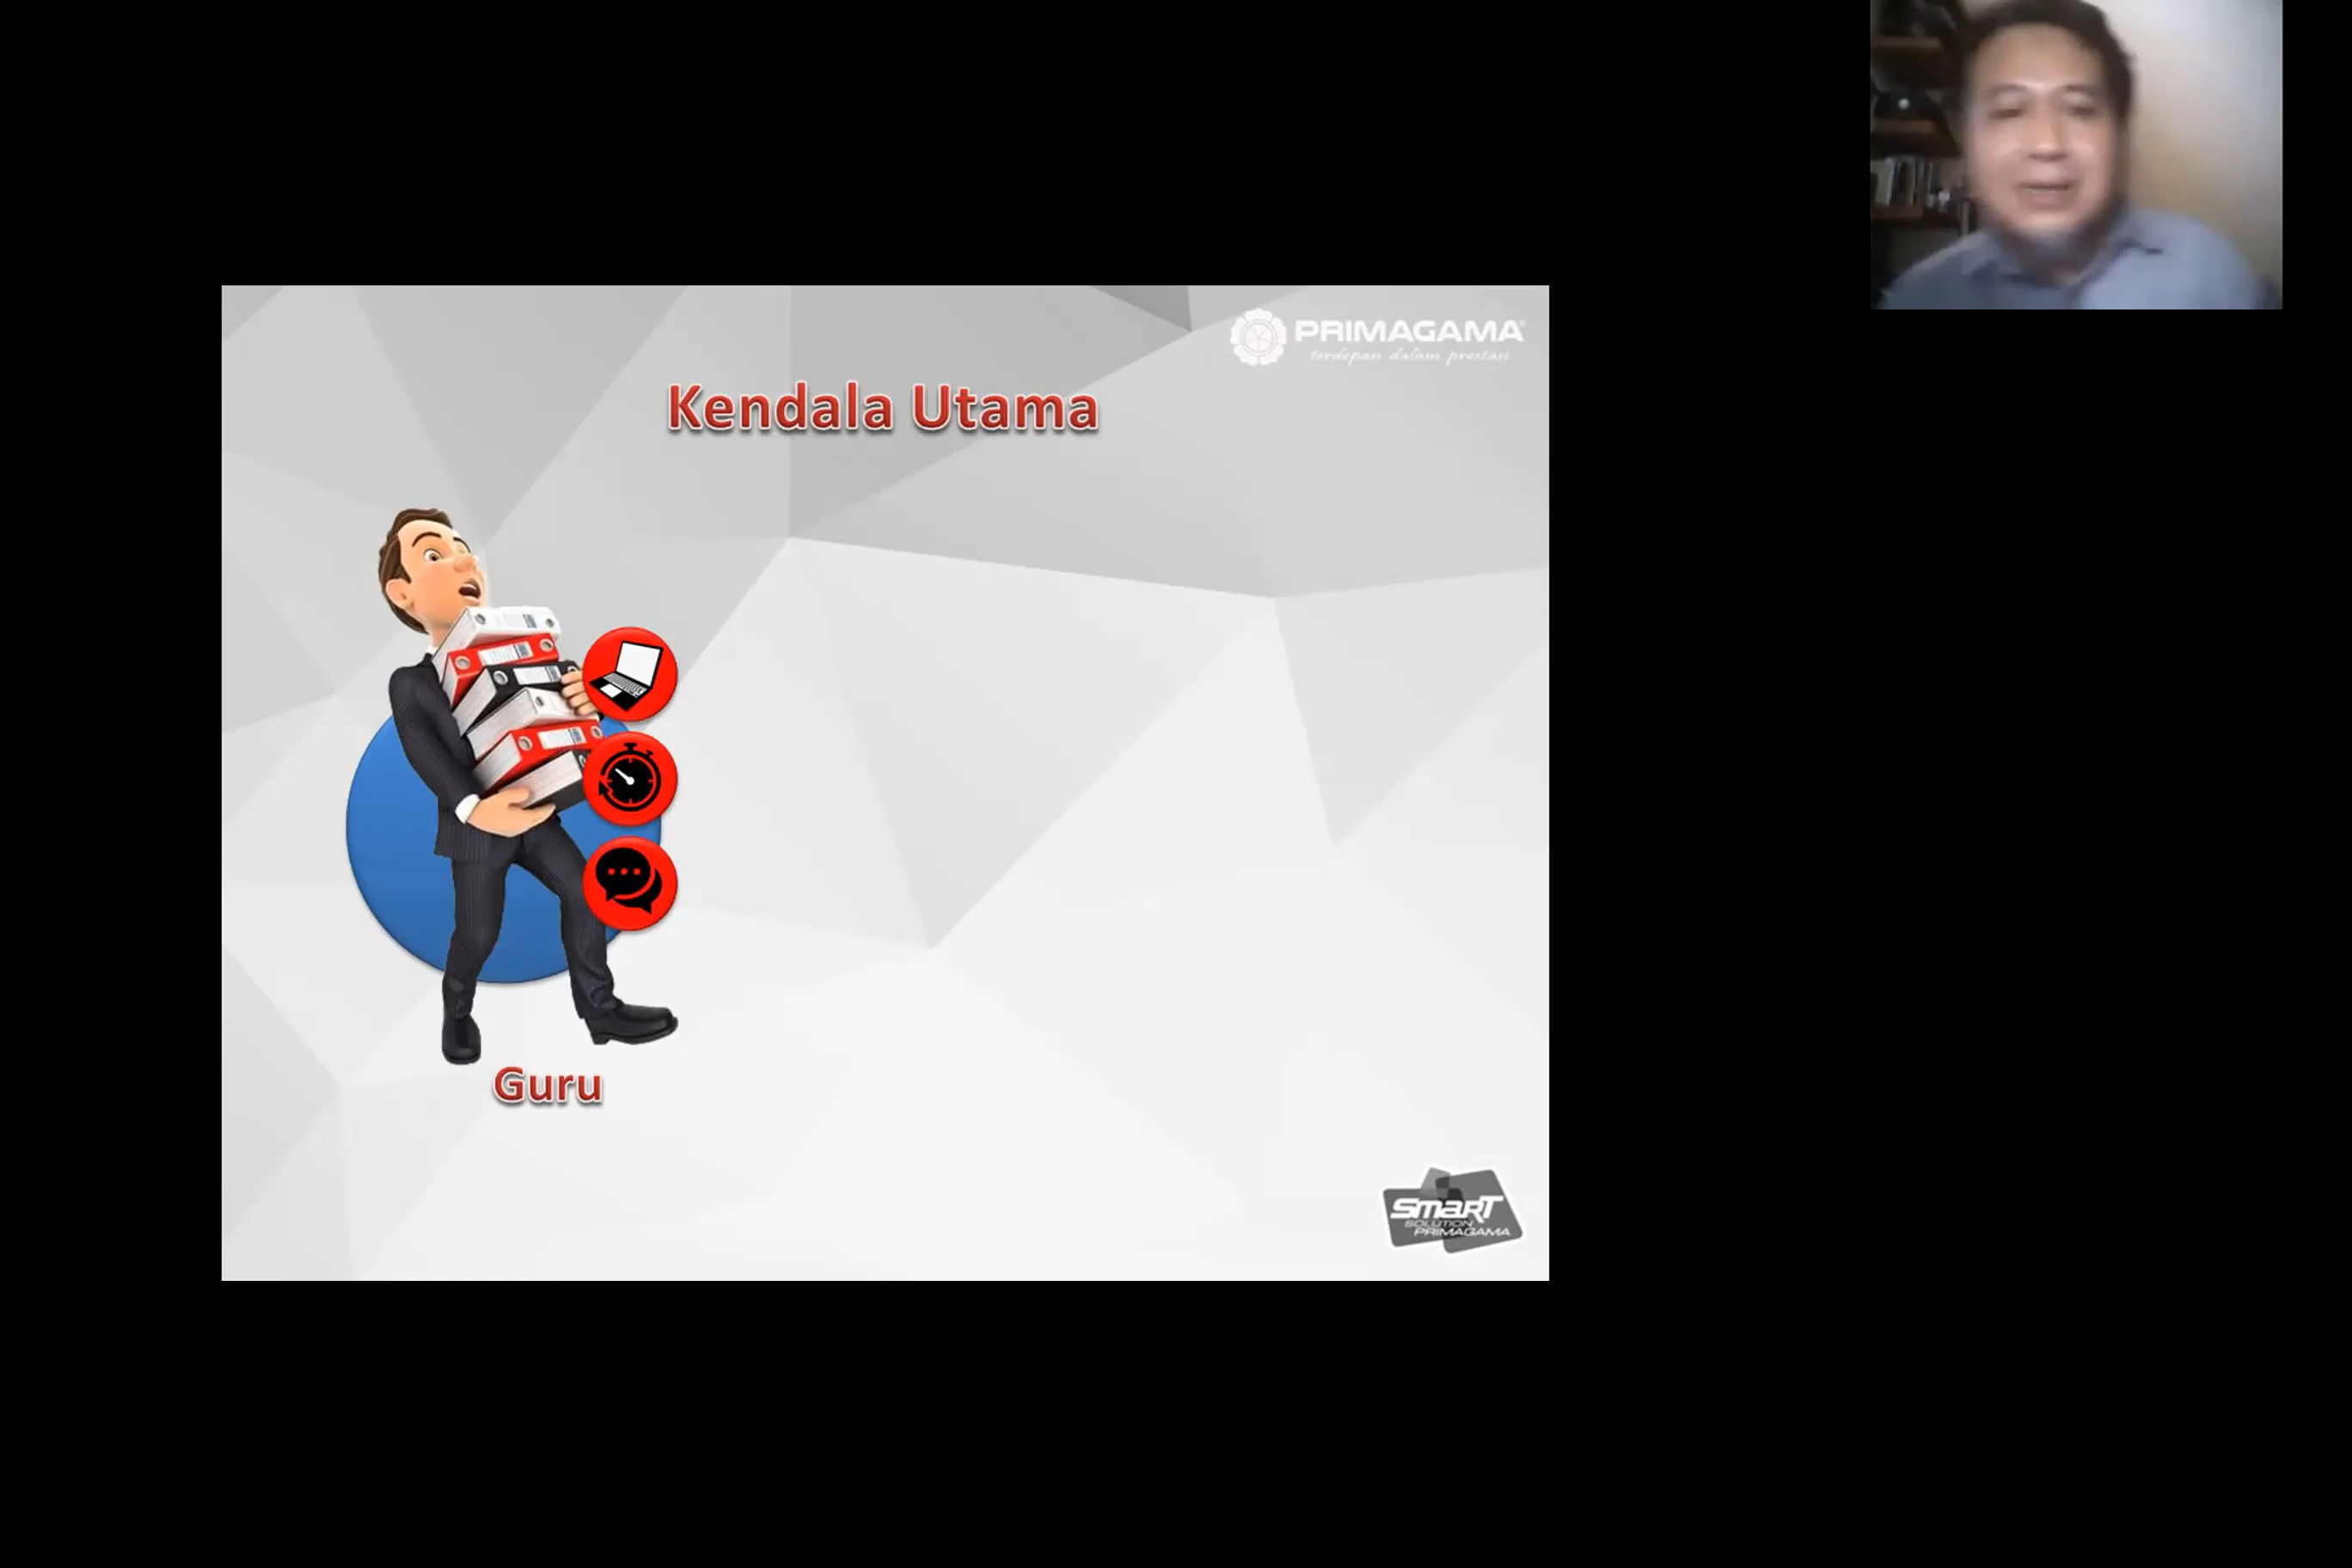 PRIMAGAMA
terdepan dalam prestasi
Kendala Utama
Guru
smarT
SOLUTION
PRIMAGAMA